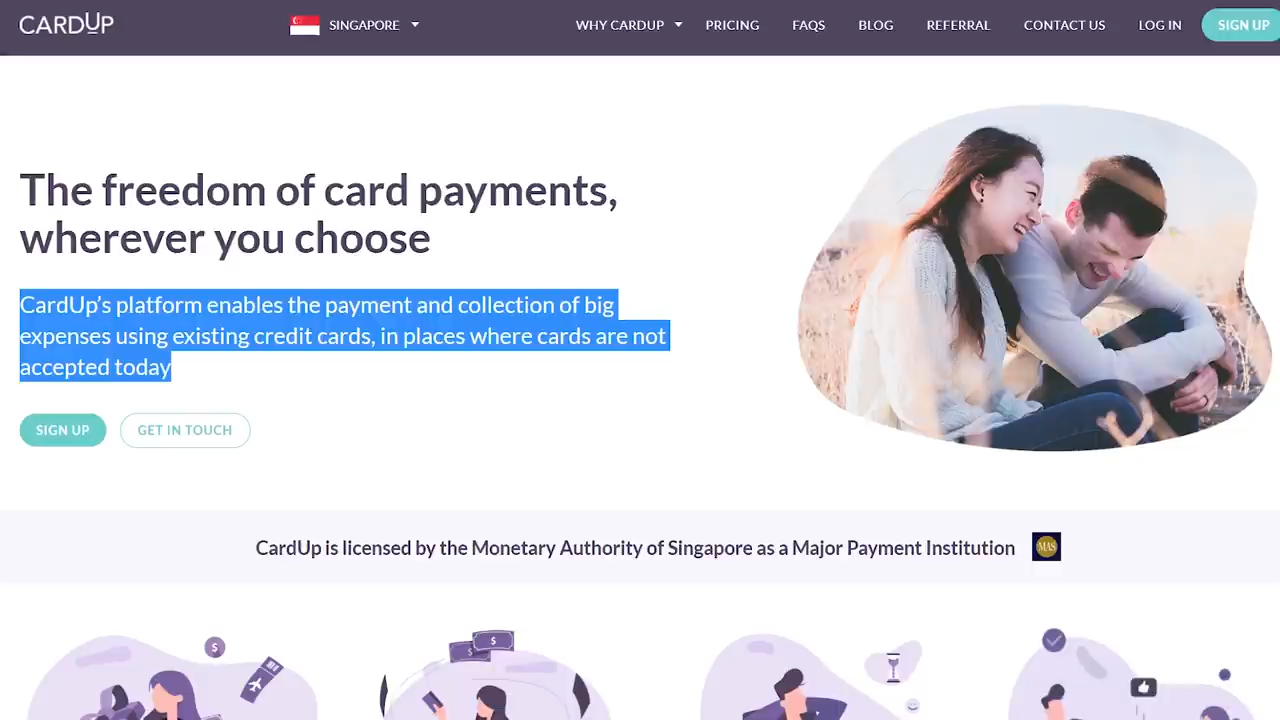 CARDUP
SINGAPORE
WHY CARDUP
PRICING
FAQS
BLOG
REFERRAL
CONTACT US
LOG IN
SIGN UP
The freedom of card payments,
wherever you choose
CardUp's platform enables the payment and collection of big
expenses using existing credit cards, in places where cards are not
accepted today
SIGN UP
GET IN TOUCH
CardUp is licensed by the Monetary Authority of Singapore as a Major Payment Institution
MAS
$
$
$